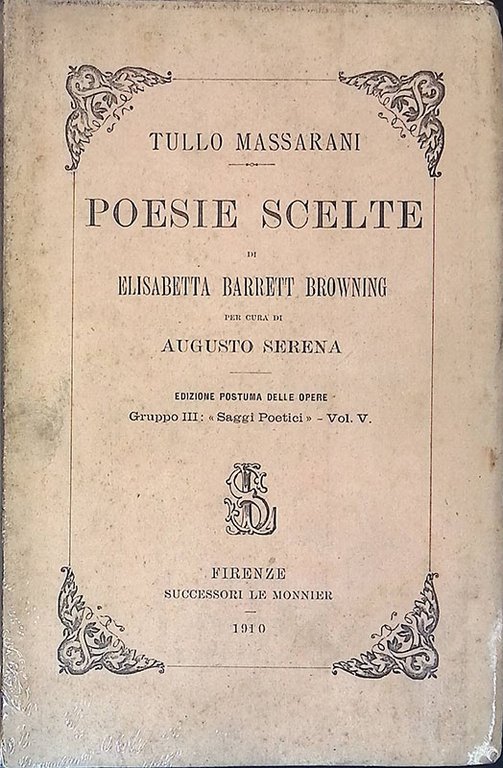 TULLO MASSARANI
POESIE SCELTE
DI
ELISABETTA BARRETT BROWNING
PER CURA DI
AUGUSTO SERENA
EDIZIONE POSTUMA DELLE OPERE
Gruppo III: « Saggi Poetici » - Vol. V.
FIRENZE
SUCCESSORI LE MONNIER
1910